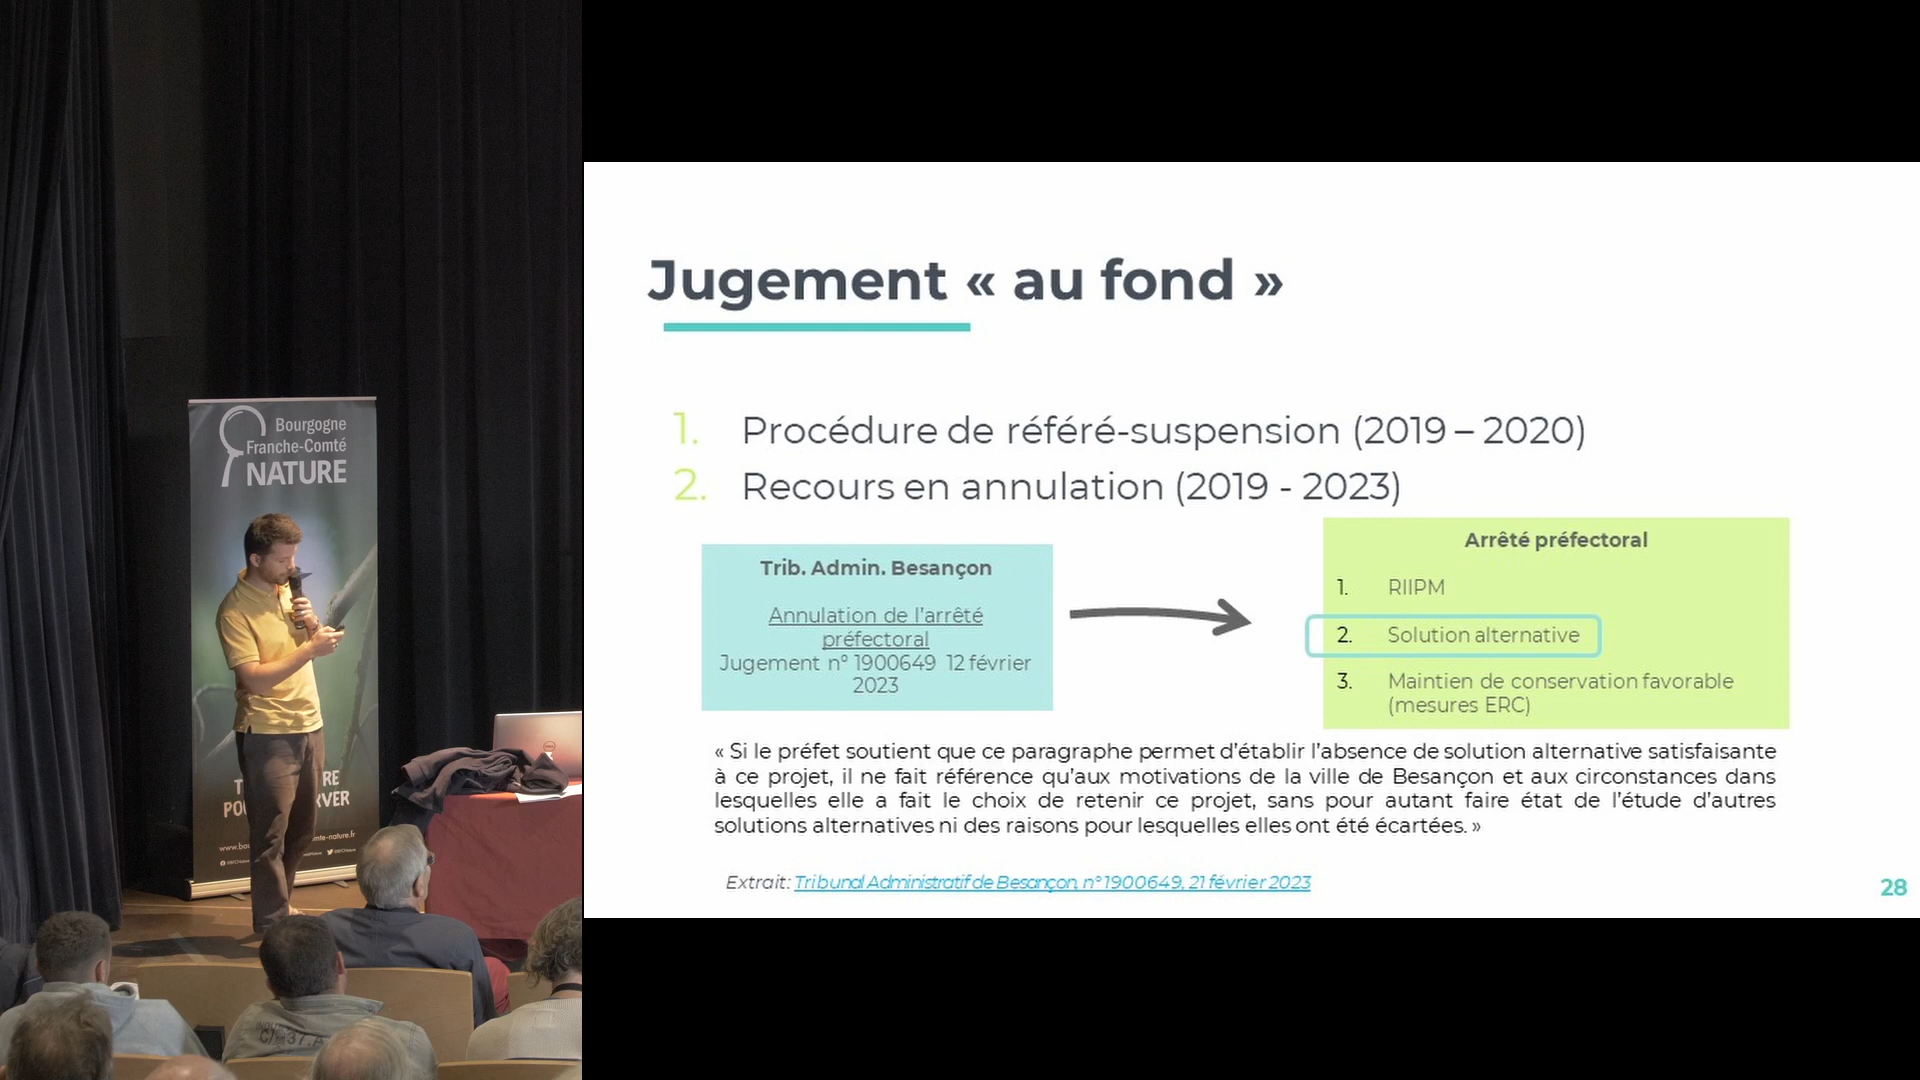 Bourgogne
Franche-Comté
NATURE
Jugement « au fond »
1. Procédure de référé-suspension (2019 – 2020)
2. Recours en annulation (2019 - 2023)
Trib. Admin. Besançon
Annulation de l'arrêté
préfectoral
Jugement n° 1900649 12 février
2023
Arrêté préfectoral
1. RIIPM
2. Solution alternative
3. Maintien de conservation favorable
(mesures ERC)
« Si le préfet soutient que ce paragraphe permet d'établir l'absence de solution alternative satisfaisante
à ce projet, il ne fait référence qu'aux motivations de la ville de Besançon et aux circonstances dans
lesquelles elle a fait le choix de retenir ce projet, sans pour autant faire état de l'étude d'autres
solutions alternatives ni des raisons pour lesquelles elles ont été écartées. »
Extrait: Tribunal Administratif de Besançon, n°1900649, 21 février 2023
28